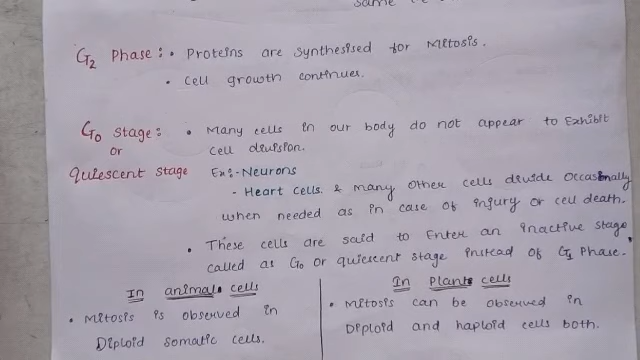 G2 Phase : • Proteins are synthesised for Mitosis.
• Cell growth continues.
G0 Stage : • Many cells in our body do not appear to Exhibit
or cell division.
Quiescent Stage Ex:- Neurons
- Heart cells & many other cells divide occasionally
when needed as in case of injury or cell death.
• These cells are said to Enter an inactive stage
called as G0 or quiescent stage instead of G1 Phase.
In animal cells
• Mitosis is observed in
Diploid somatic cells.
In Plant cells
• Mitosis can be observed in
Diploid and haploid cells both.